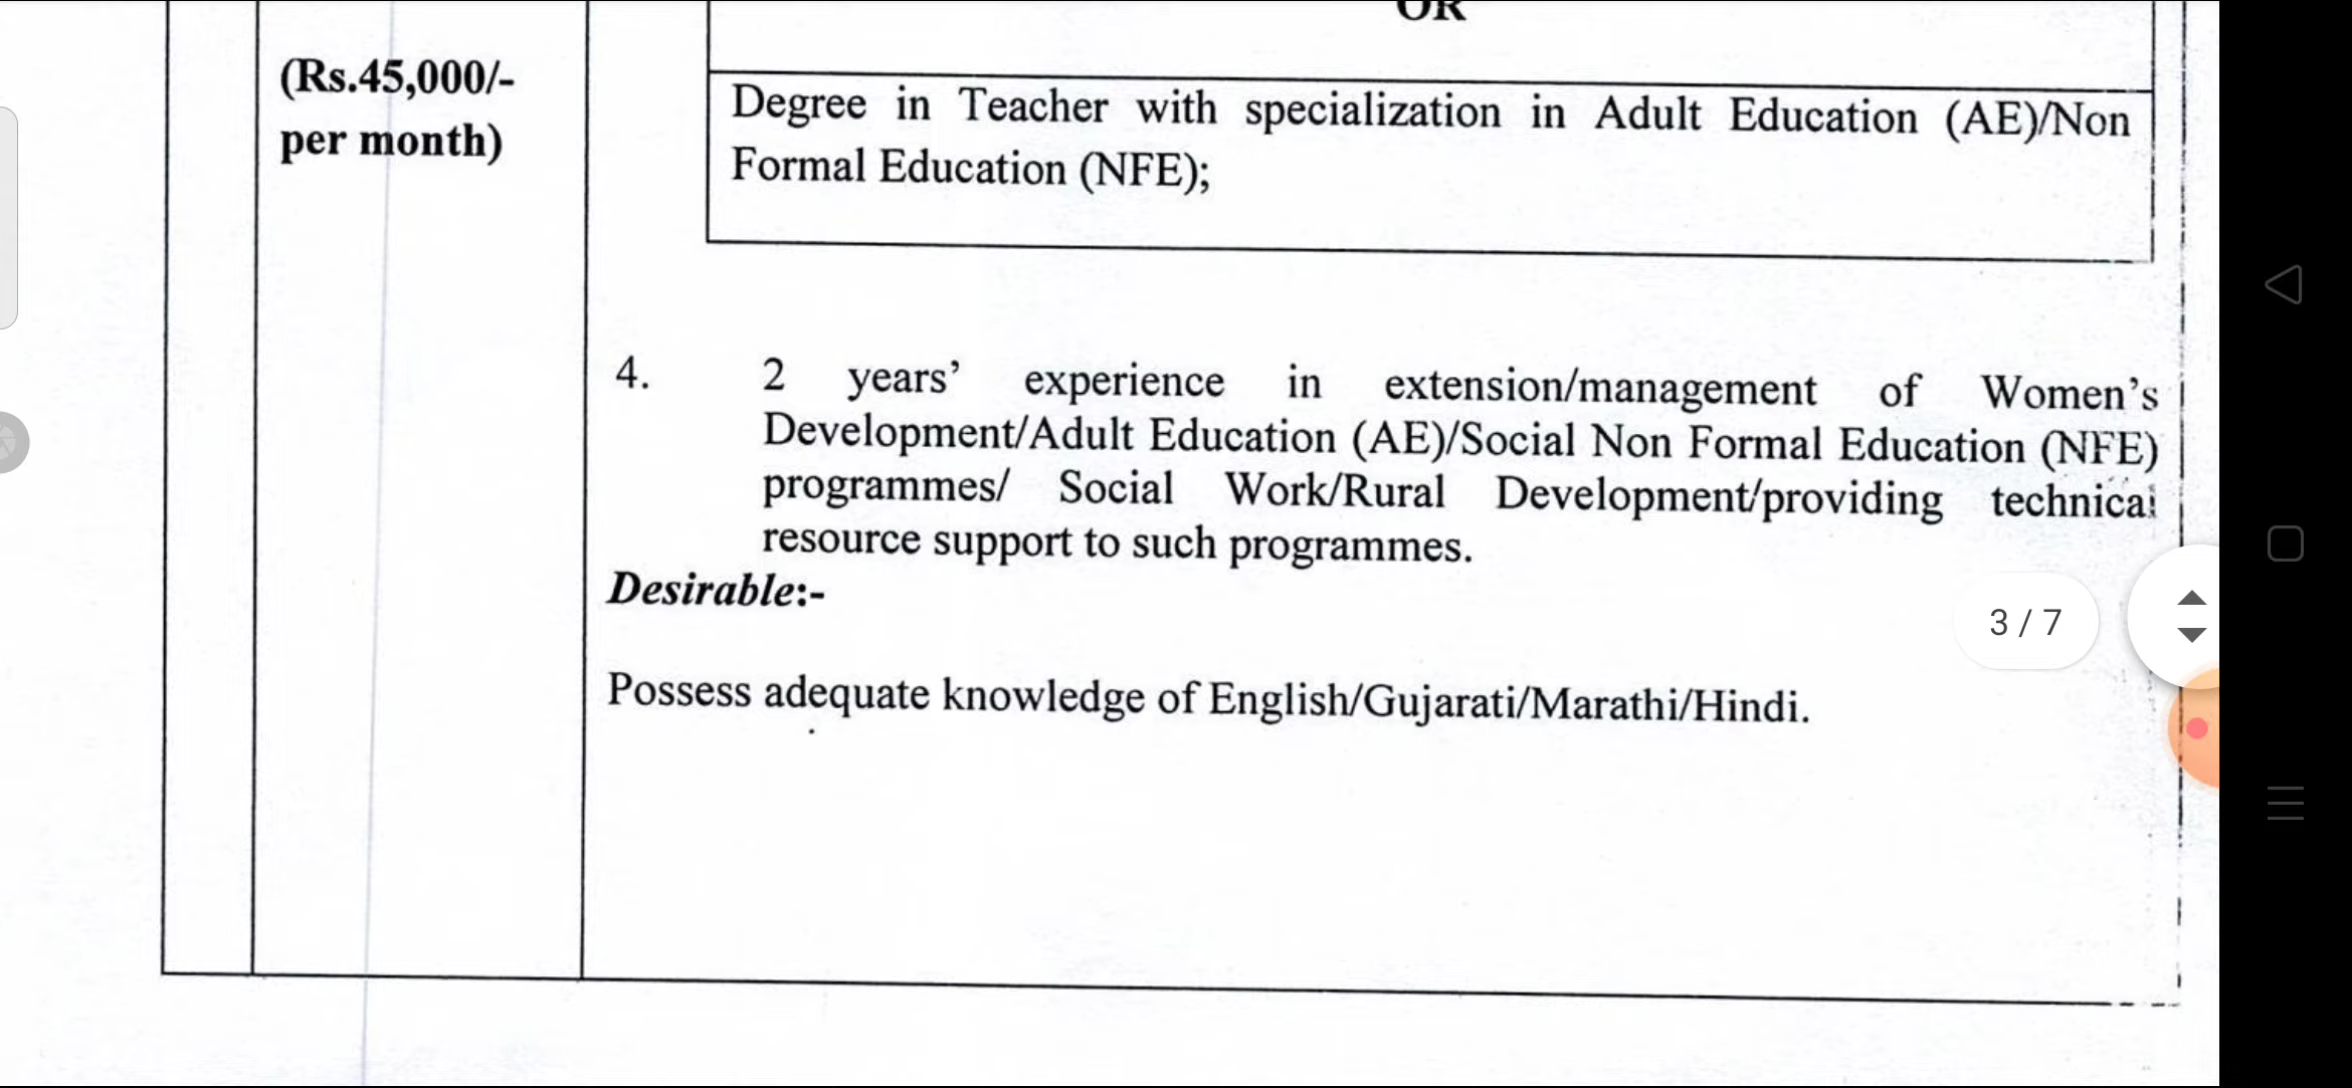 OR
(Rs.45,000/-
per month)
Degree in Teacher with specialization in Adult Education (AE)/Non
Formal Education (NFE);
4. 2 years’ experience in extension/management of Women’s
Development/Adult Education (AE)/Social Non Formal Education (NFE)
programmes/ Social Work/Rural Development/providing technical
resource support to such programmes.
Desirable:-
Possess adequate knowledge of English/Gujarati/Marathi/Hindi.
3 / 7